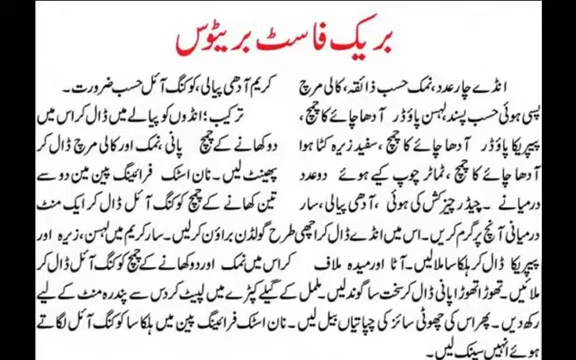 بریک فاسٹ بریٹوس
انڈے چار عدد، نمک حسب ذائقہ، کالی مرچ
پسی ہوئی حسب پسند، لہسن پاؤڈر آدھا چائے کا چمچ،
پیپریکا پاؤڈر آدھا چائے کا چمچ، سفید زیرہ کٹا ہوا
آدھا چائے کا چمچ، ٹماٹر چوپ کیے ہوئے دو عدد
درمیانے۔ چیڈر چیز کش کی ہوئی، آدھی پیالی، سار
کریم آدھی پیالی، کوکنگ آئل حسب ضرورت۔
ترکیب؛ انڈوں کو پیالے میں ڈال کر اس میں
دو کھانے کے چمچ پانی، نمک اور کالی مرچ ڈال کر
پھینٹ لیں۔ نان اسٹک فرائینگ پین مین دو سے
تین کھانے کے چمچ کوکنگ آئل ڈال کر ایک منٹ
درمیانی آنچ پر گرم کریں۔ اس میں انڈے ڈال کر اچھی طرح گولڈن براؤن کر لیں۔ سار کریم میں لہسن، زیرہ اور
پیپریکا ڈال کر ہلکا سا ملا لیں۔ آٹا اور میدہ ملاف کر اس میں نمک اور دو کھانے کے چمچ کوکنگ آئل ڈال کر
ملائیں۔ تھوڑا تھوڑا پانی ڈال کر سخت سا گوندلیں۔ ململ کے گیلے کپڑے میں لپیٹ کر دس سے پندرہ منٹ کے لیے
رکھ دیں۔ پھر اس کی چھوٹی سائز کی چپاتیاں بیل لیں۔ نان اسٹک فرائینگ پین میں ہلکا سا کوکنگ آئل لگاتے
ہوئے انہیں سینک لیں۔